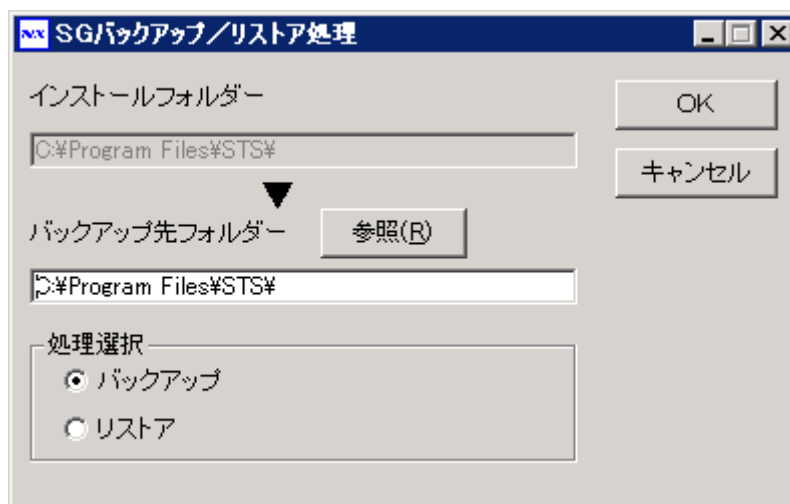 NX SGバックアップ／リストア処理
インストールフォルダー
C:¥Program Files¥STS¥
OK
キャンセル
▼
バックアップ先フォルダー
参照(R)
C:¥Program Files¥STS¥
処理選択
バックアップ
リストア